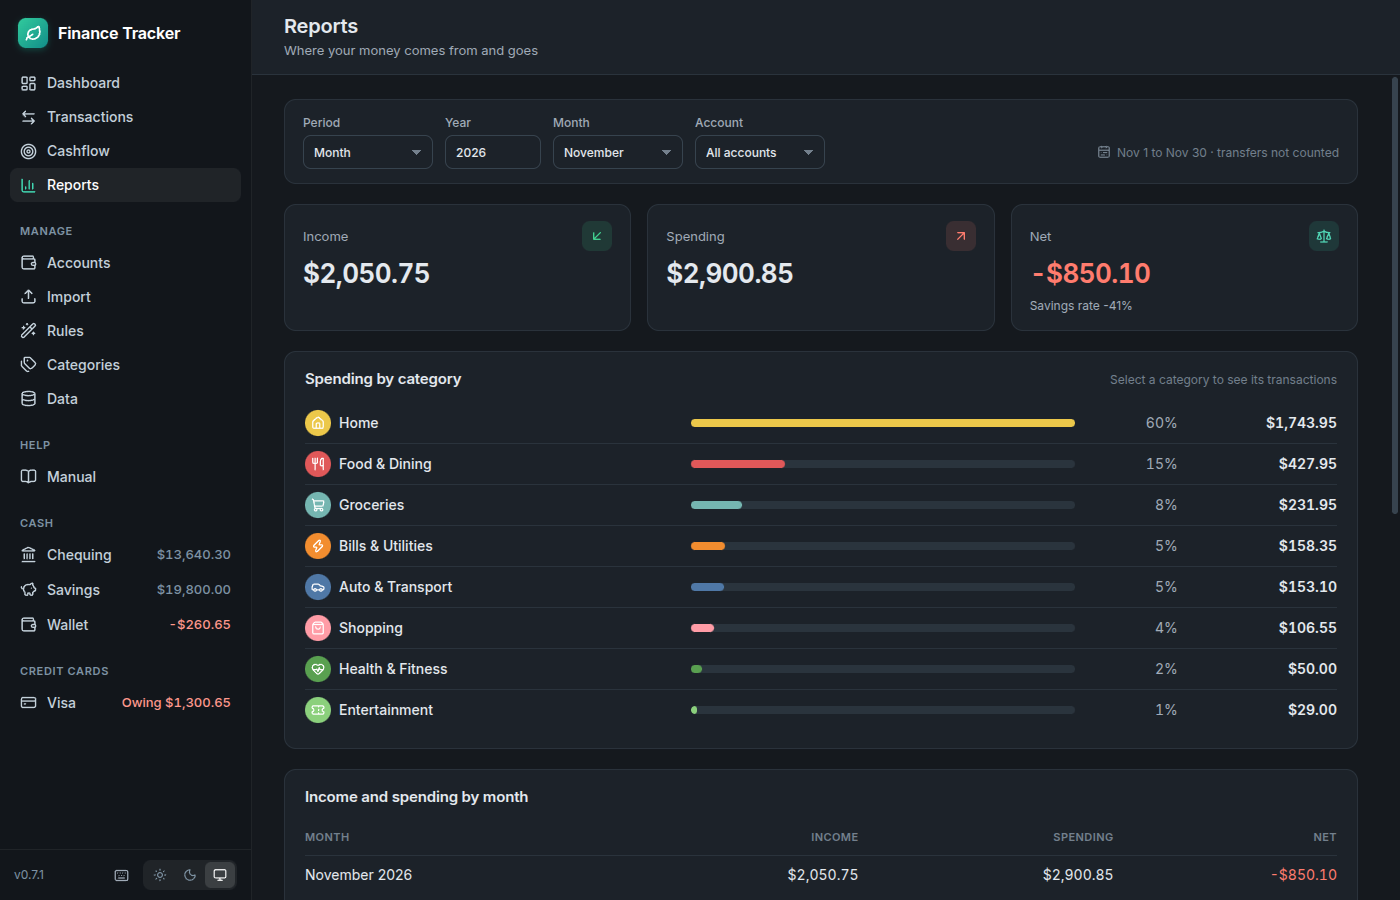 Finance Tracker
Dashboard
Transactions
Cashflow
Reports
MANAGE
Accounts
Import
Rules
Categories
Data
HELP
Manual
CASH
Chequing $13,640.30
Savings $19,800.00
Wallet -$260.65
CREDIT CARDS
Visa Owing $1,300.65
v0.7.1
Reports
Where your money comes from and goes
Period Year Month Account
Month 2026 November All accounts Nov 1 to Nov 30 · transfers not counted
Income Spending Net
$2,050.75 $2,900.85 -$850.10
Savings rate -41%
Spending by category Select a category to see its transactions
Home 60% $1,743.95
Food & Dining 15% $427.95
Groceries 8% $231.95
Bills & Utilities 5% $158.35
Auto & Transport 5% $153.10
Shopping 4% $106.55
Health & Fitness 2% $50.00
Entertainment 1% $29.00
Income and spending by month
MONTH INCOME SPENDING NET
November 2026 $2,050.75 $2,900.85 -$850.10